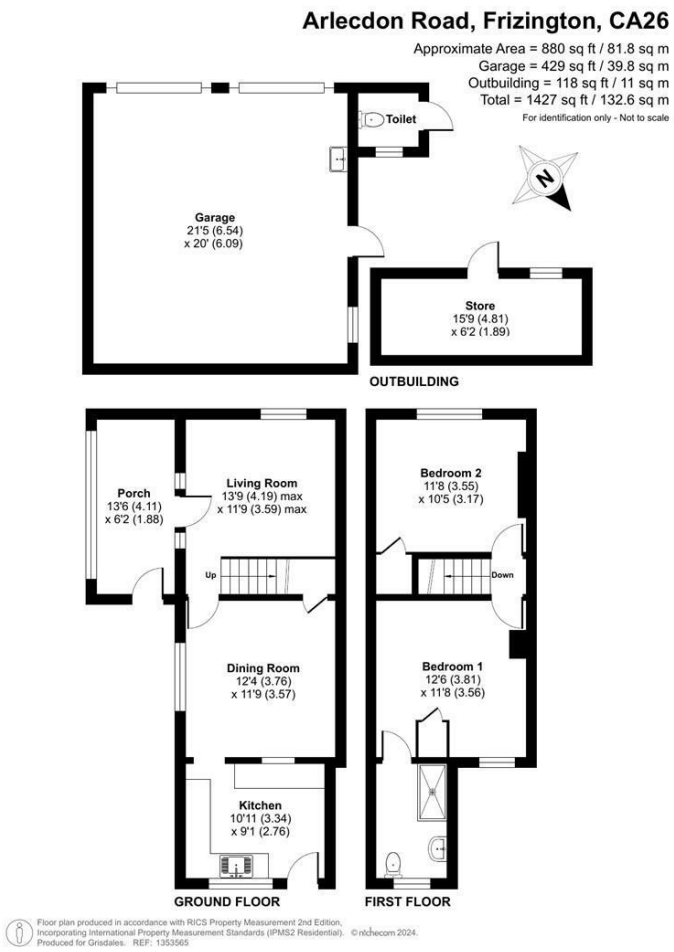 Arlecdon Road, Frizington, CA26
Approximate Area = 880 sq ft / 81.8 sq m
Garage = 429 sq ft / 39.8 sq m
Outbuilding = 118 sq ft / 11 sq m
Total = 1427 sq ft / 132.6 sq m
For identification only - Not to scale
Toilet
N
Garage
21'5 (6.54)
x 20' (6.09)
Store
15'9 (4.81)
x 6'2 (1.89)
OUTBUILDING
Porch
13'6 (4.11)
x 6'2 (1.88)
Living Room
13'9 (4.19) max
x 11'9 (3.59) max
Up
Dining Room
12'4 (3.76)
x 11'9 (3.57)
Kitchen
10'11 (3.34)
x 9'1 (2.76)
GROUND FLOOR
Bedroom 2
11'8 (3.55)
x 10'5 (3.17)
Down
Bedroom 1
12'6 (3.81)
x 11'8 (3.56)
FIRST FLOOR
Floor plan produced in accordance with RICS Property Measurement 2nd Edition,
Incorporating International Property Measurement Standards (IPMS2 Residential). © ntchecom 2024.
Produced for Grisdales. REF: 1353565